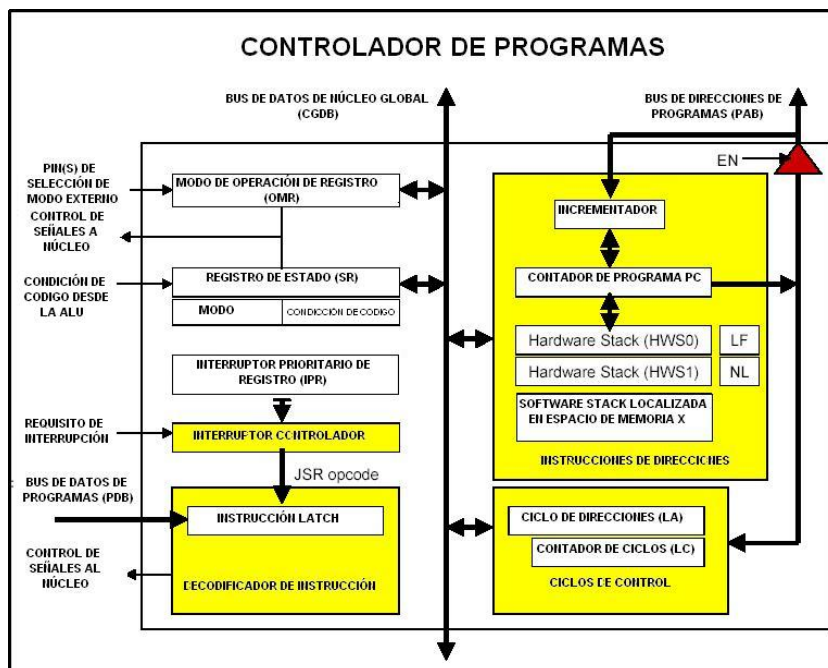 CONTROLADOR DE PROGRAMAS
BUS DE DATOS DE NÚCLEO GLOBAL
(CGDB)
BUS DE DIRECCIONES DE
PROGRAMAS (PAB)
EN
PIN(S) DE
SELECCIÓN DE
MODO EXTERNO
MODO DE OPERACIÓN DE REGISTRO
(OMR)
CONTROL DE
SEÑALES A
NÚCLEO
CONDICIÓN DE
CODIGO DESDE
LA ALU
REGISTRO DE ESTADO (SR)
MODO
CONDICCIÓN DE CODIGO
INTERRUPTOR PRIORITARIO DE
REGISTRO (IPR)
REQUISITO DE
INTERRUPCIÓN
INTERRUPTOR CONTROLADOR
JSR opcode
BUS DE DATOS DE
PROGRAMAS (PDB)
INSTRUCCIÓN LATCH
CONTROL DE
SEÑALES AL
NÚCLEO
DECODIFICADOR DE INSTRUCCIÓN
INCREMENTADOR
CONTADOR DE PROGRAMA PC
Hardware Stack (HWS0)
LF
Hardware Stack (HWS1)
NL
SOFTWARE STACK LOCALIZADA
EN ESPACIO DE MEMORIA X
INSTRUCCIONES DE DIRECCIONES
CICLO DE DIRECCIONES (LA)
CONTADOR DE CICLOS (LC)
CICLOS DE CONTROL